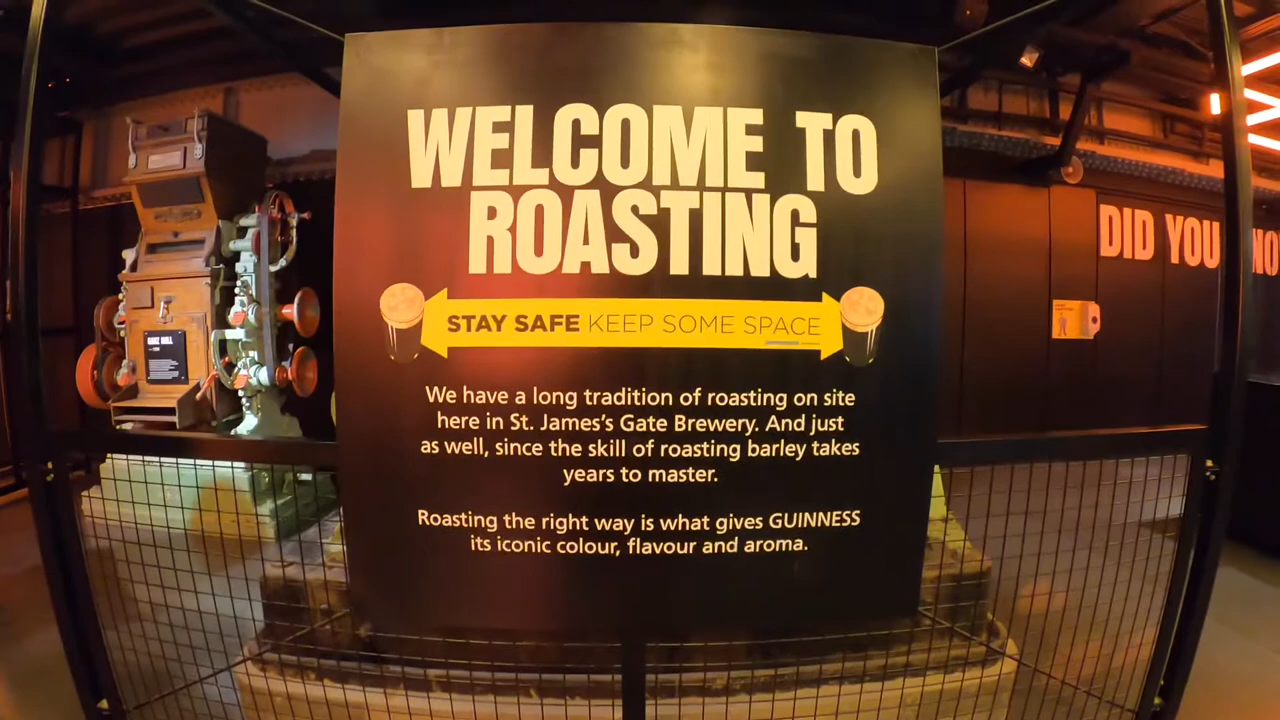 WELCOME TO
ROASTING
STAY SAFE KEEP SOME SPACE
We have a long tradition of roasting on site
here in St. James's Gate Brewery. And just
as well, since the skill of roasting barley takes
years to master.
Roasting the right way is what gives GUINNESS
its iconic colour, flavour and aroma.
GANZ MILL
DID YOU